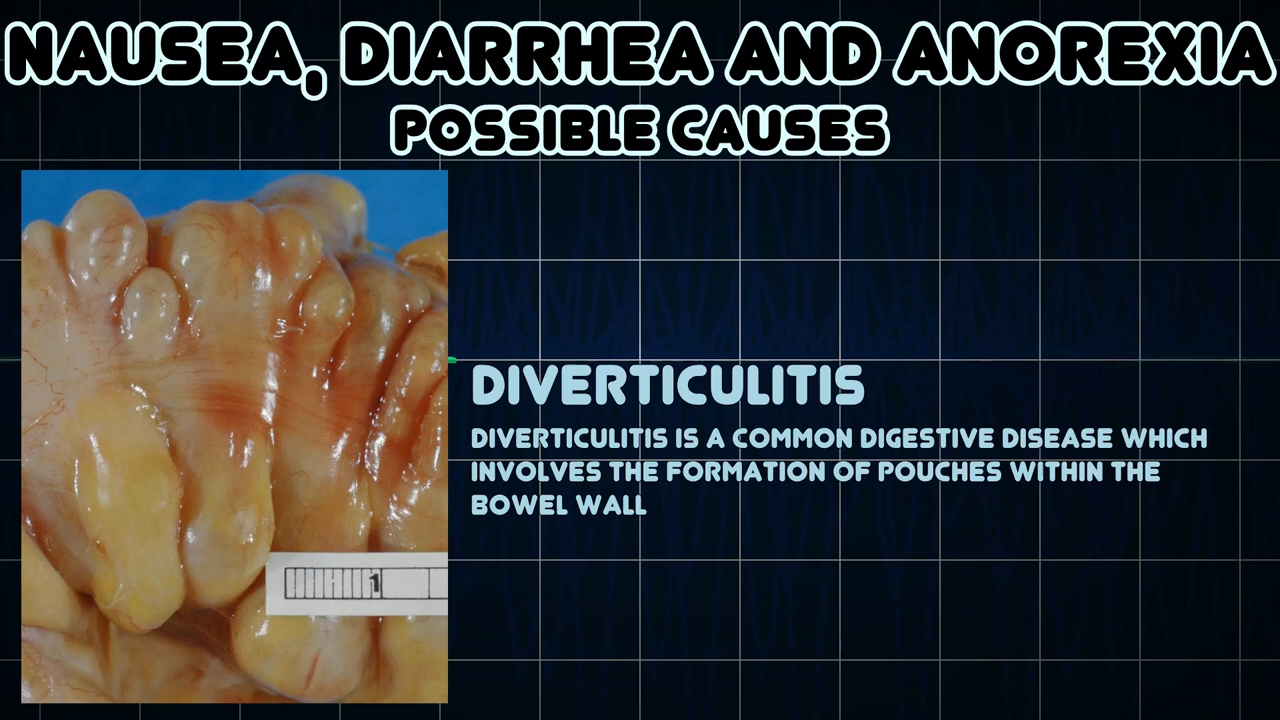 NAUSEA, DIARRHEA AND ANOREXIA
POSSIBLE CAUSES
DIVERTICULITIS
DIVERTICULITIS IS A COMMON DIGESTIVE DISEASE WHICH
INVOLVES THE FORMATION OF POUCHES WITHIN THE
BOWEL WALL
1